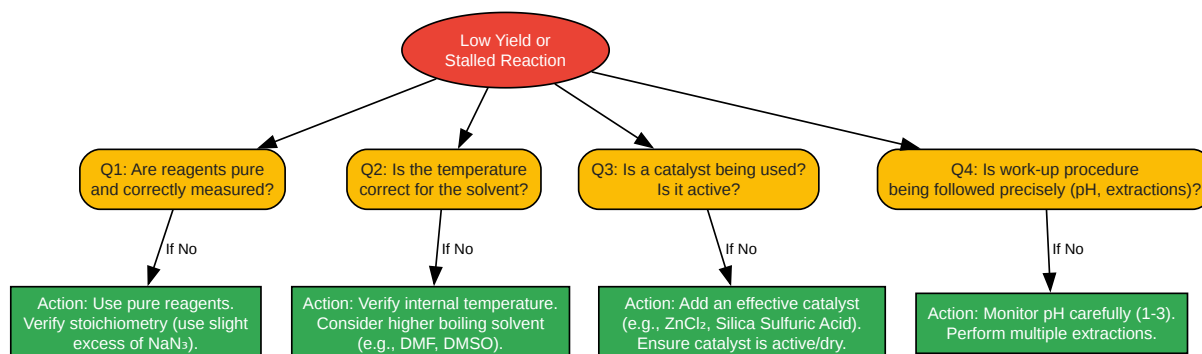 Low Yield or
Stalled Reaction
Q1: Are reagents pure
and correctly measured?
Q2: Is the temperature
correct for the solvent?
Q3: Is a catalyst being used?
Is it active?
Q4: Is work-up procedure
being followed precisely (pH, extractions)?
If No
If No
If No
If No
Action: Use pure reagents.
Verify stoichiometry (use slight
excess of NaN₃).
Action: Verify internal temperature.
Consider higher boiling solvent
(e.g., DMF, DMSO).
Action: Add an effective catalyst
(e.g., ZnCl₂, Silica Sulfuric Acid).
Ensure catalyst is active/dry.
Action: Monitor pH carefully (1-3).
Perform multiple extractions.